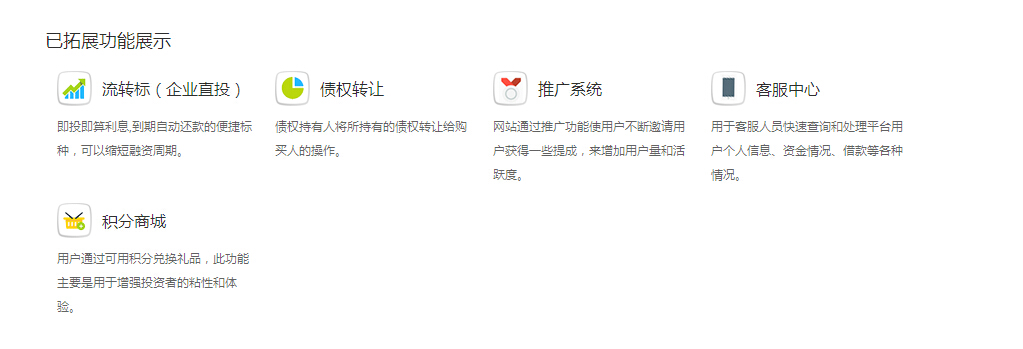 已拓展功能展示
流转标（企业直投）
即投即算利息,到期自动还款的便捷标
种，可以缩短融资周期。
债权转让
债权持有人将所持有的债权转让给购
买人的操作。
推广系统
网站通过推广功能使用户不断邀请用
户获得一些提成，来增加用户量和活
跃度。
客服中心
用于客服人员快速查询和处理平台用
户个人信息、资金情况、借款等各种
情况。
积分商城
用户通过可用积分兑换礼品，此功能
主要是用于增强投资者的粘性和体
验。